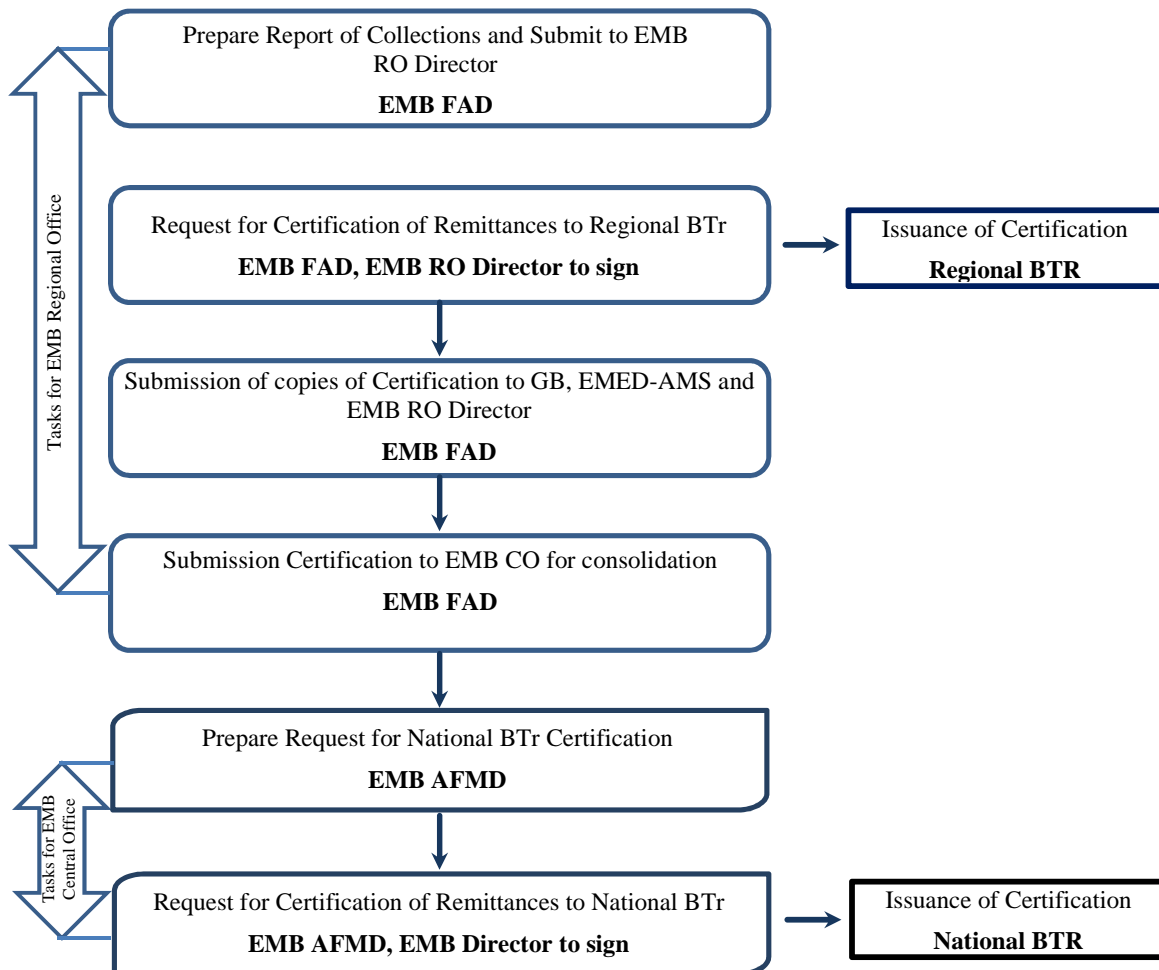 Prepare Report of Collections and Submit to EMB
RO Director
EMB FAD
Tasks for EMB Regional Office
Request for Certification of Remittances to Regional BTr
EMB FAD, EMB RO Director to sign
Issuance of Certification
Regional BTR
Submission of copies of Certification to GB, EMED-AMS and
EMB RO Director
EMB FAD
Submission Certification to EMB CO for consolidation
EMB FAD
Prepare Request for National BTr Certification
EMB AFMD
Tasks for EMB
Central Office
Request for Certification of Remittances to National BTr
EMB AFMD, EMB Director to sign
Issuance of Certification
National BTR